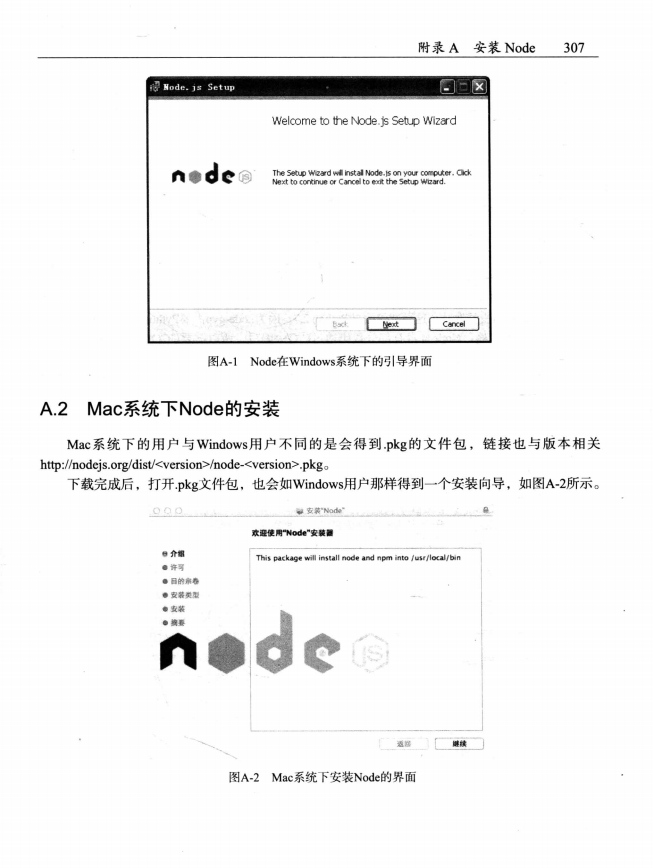 附录 A 安装 Node 307
Node.js Setup
Welcome to the Node.js Setup Wizard
node JS
The Setup Wizard will install Node.js on your computer. Click
Next to continue or Cancel to exit the Setup Wizard.
Back Next Cancel
图A-1 Node在Windows系统下的引导界面
A.2 Mac系统下Node的安装
Mac系统下的用户与Windows用户不同的是会得到.pkg的文件包，链接也与版本相关
http://nodejs.org/dist/<version>/node-<version>.pkg。
下载完成后，打开.pkg文件包，也会如Windows用户那样得到一个安装向导，如图A-2所示。
安装"Node"
欢迎使用"Node"安装器
介绍
许可
目的宗卷
安装类型
安装
摘要
This package will install node and npm into /usr/local/bin
node JS
返回 继续
图A-2 Mac系统下安装Node的界面